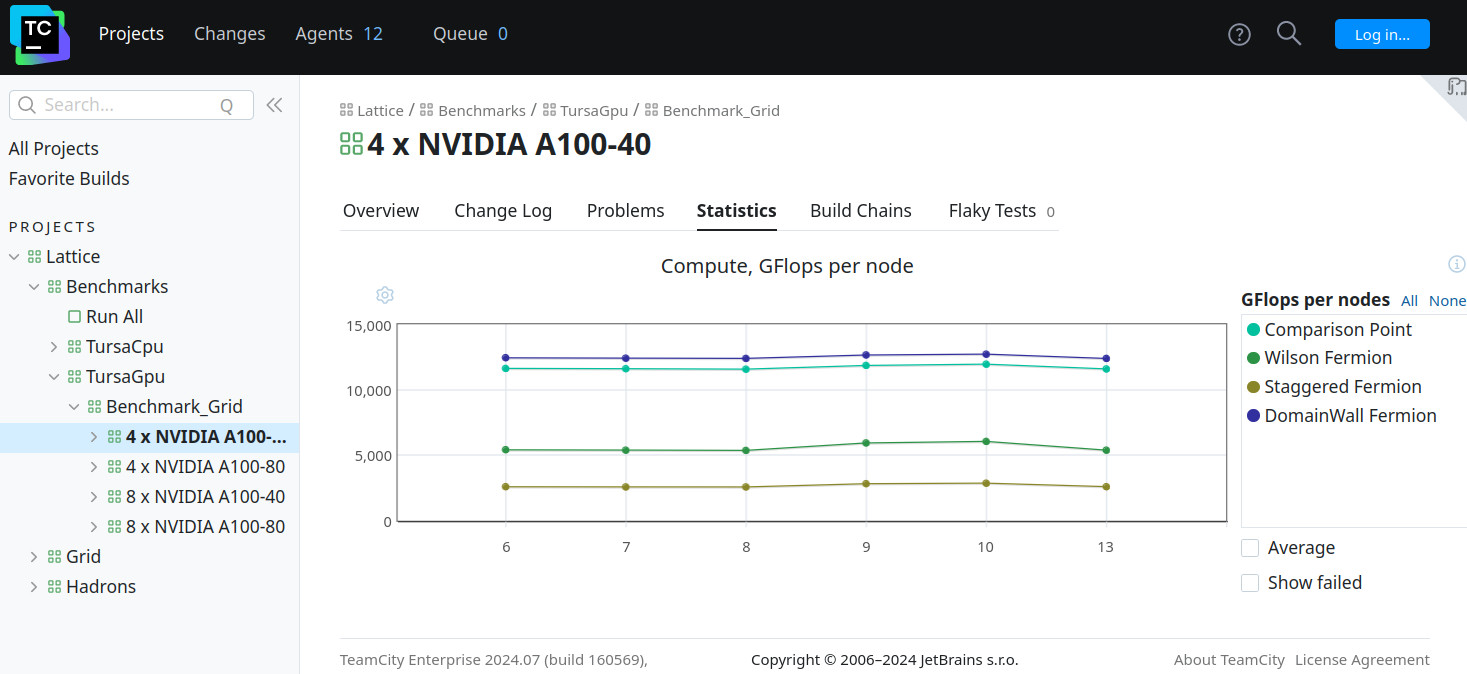 TC
Projects Changes Agents 12 Queue 0
Log in...
Search... Q
All Projects
Favorite Builds
PROJECTS
Lattice
Benchmarks
Run All
TursaCpu
TursaGpu
Benchmark_Grid
4 x NVIDIA A100-...
4 x NVIDIA A100-80
8 x NVIDIA A100-40
8 x NVIDIA A100-80
Grid
Hadrons
Lattice / Benchmarks / TursaGpu / Benchmark_Grid
4 x NVIDIA A100-40
Overview Change Log Problems Statistics Build Chains Flaky Tests 0
Compute, GFlops per node
15,000
10,000
5,000
0
6 7 8 9 10 13
GFlops per nodes All None
Comparison Point
Wilson Fermion
Staggered Fermion
DomainWall Fermion
Average
Show failed
TeamCity Enterprise 2024.07 (build 160569), Copyright © 2006–2024 JetBrains s.r.o. About TeamCity License Agreement